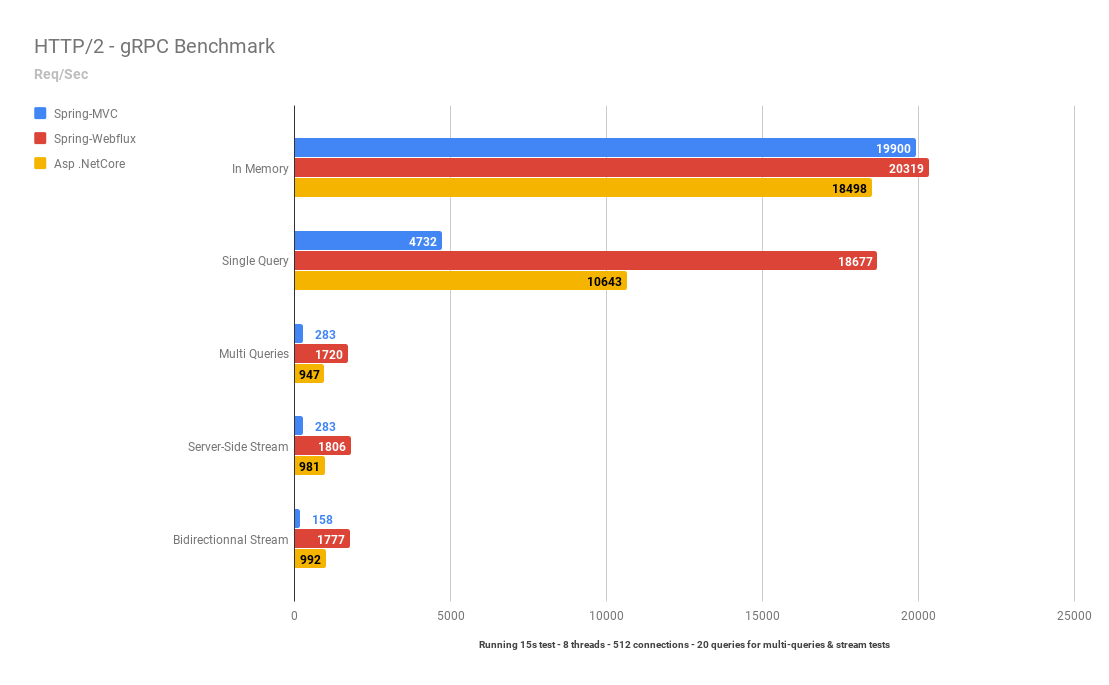 HTTP/2 - gRPC Benchmark
Req/Sec
Spring-MVC
Spring-Webflux
Asp .NetCore
In Memory
19900
20319
18498
Single Query
4732
18677
10643
Multi Queries
283
1720
947
Server-Side Stream
283
1806
981
Bidirectionnal Stream
158
1777
992
0 5000 10000 15000 20000 25000
Running 15s test - 8 threads - 512 connections - 20 queries for multi-queries & stream tests